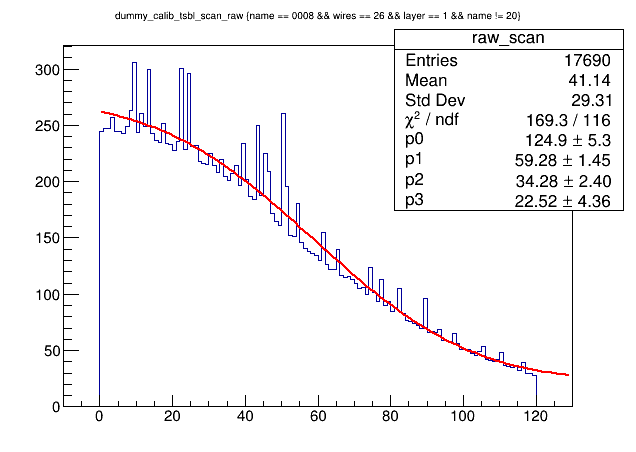 dummy_calib_tsbl_scan_raw {name == 0008 && wires == 26 && layer == 1 && name != 20}
raw_scan
Entries 17690
Mean 41.14
Std Dev 29.31
χ² / ndf 169.3 / 116
p0 124.9 ± 5.3
p1 59.28 ± 1.45
p2 34.28 ± 2.40
p3 22.52 ± 4.36
300
250
200
150
100
50
0
0 20 40 60 80 100 120